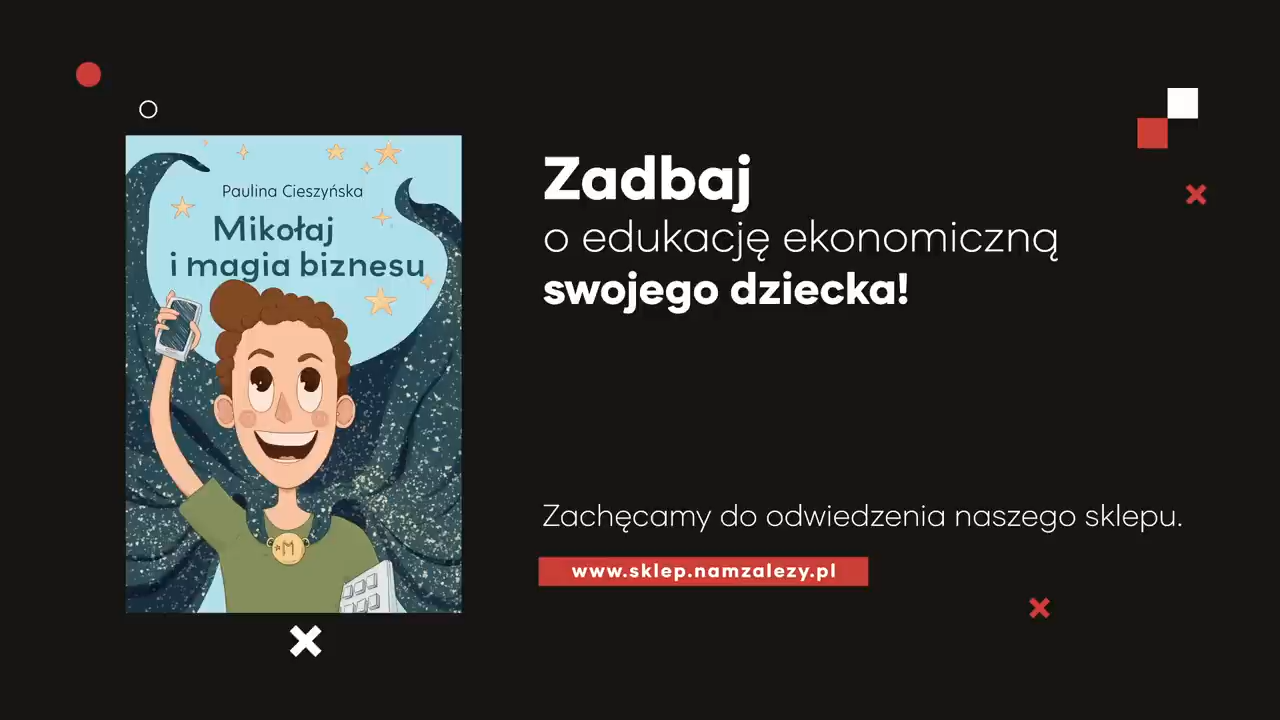 Paulina Cieszyńska
Mikołaj
i magia biznesu
M
Zadbaj
o edukację ekonomiczną
swojego dziecka!
Zachęcamy do odwiedzenia naszego sklepu.
www.sklep.namzalezy.pl